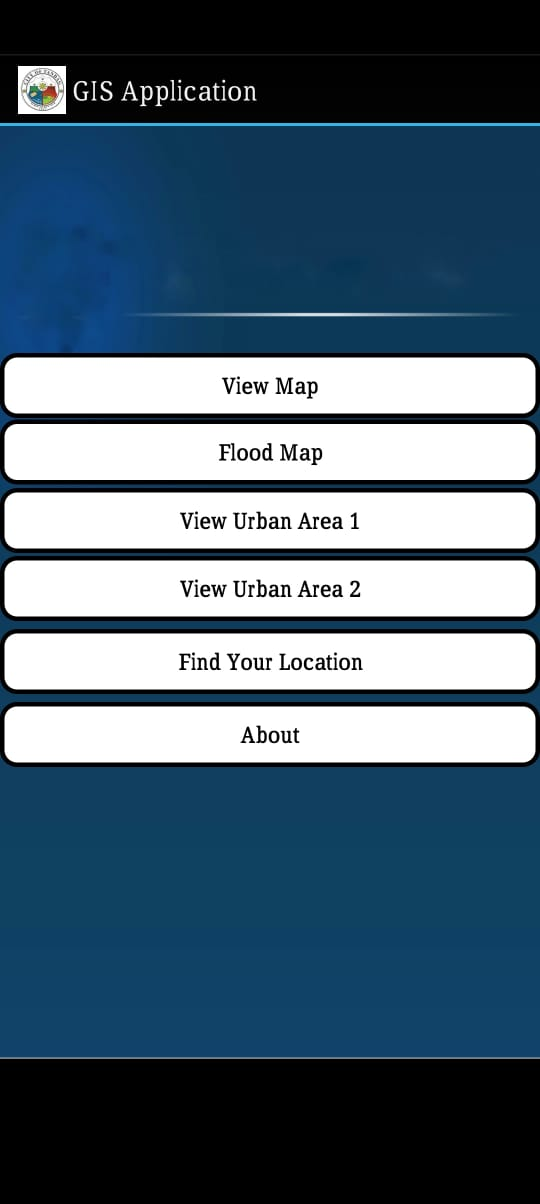 GIS Application
View Map
Flood Map
View Urban Area 1
View Urban Area 2
Find Your Location
About